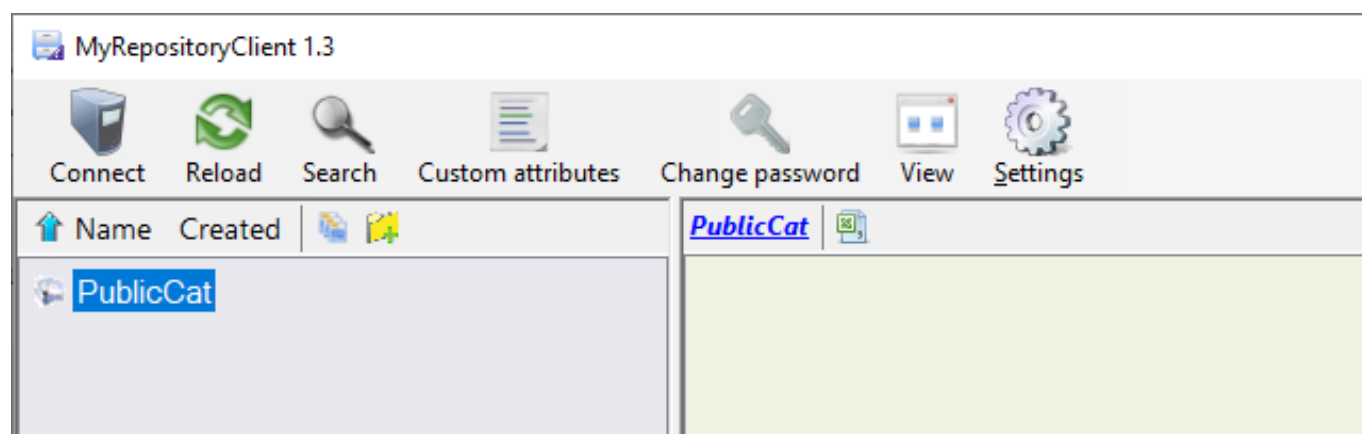 MyRepositoryClient 1.3
Connect Reload Search Custom attributes Change password View Settings
Name Created PublicCat
PublicCat